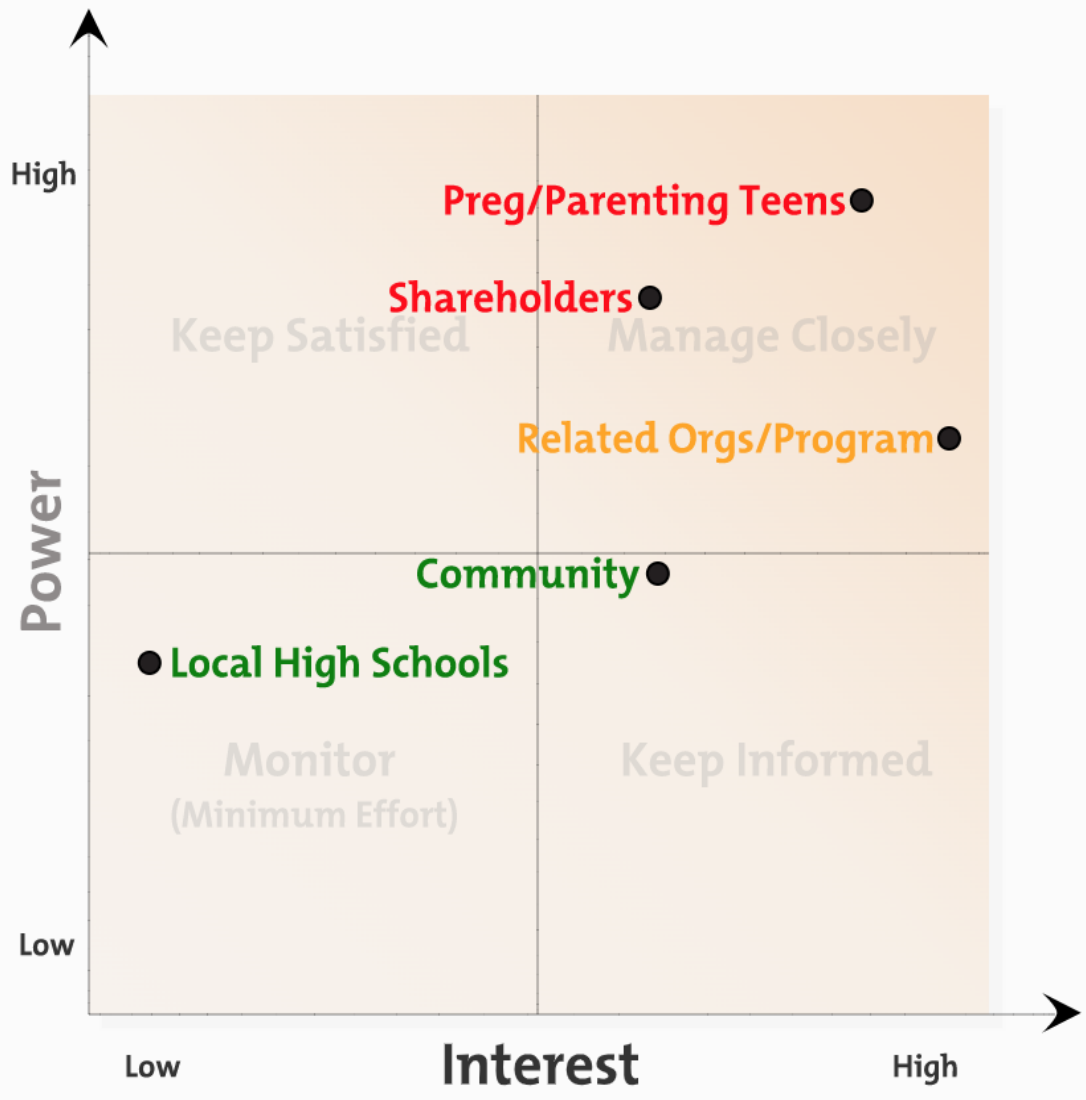 High
Preg/Parenting Teens
Shareholders
Keep Satisfied
Manage Closely
Related Orgs/Program
Power
Community
Local High Schools
Monitor
(Minimum Effort)
Keep Informed
Low
Low
Interest
High